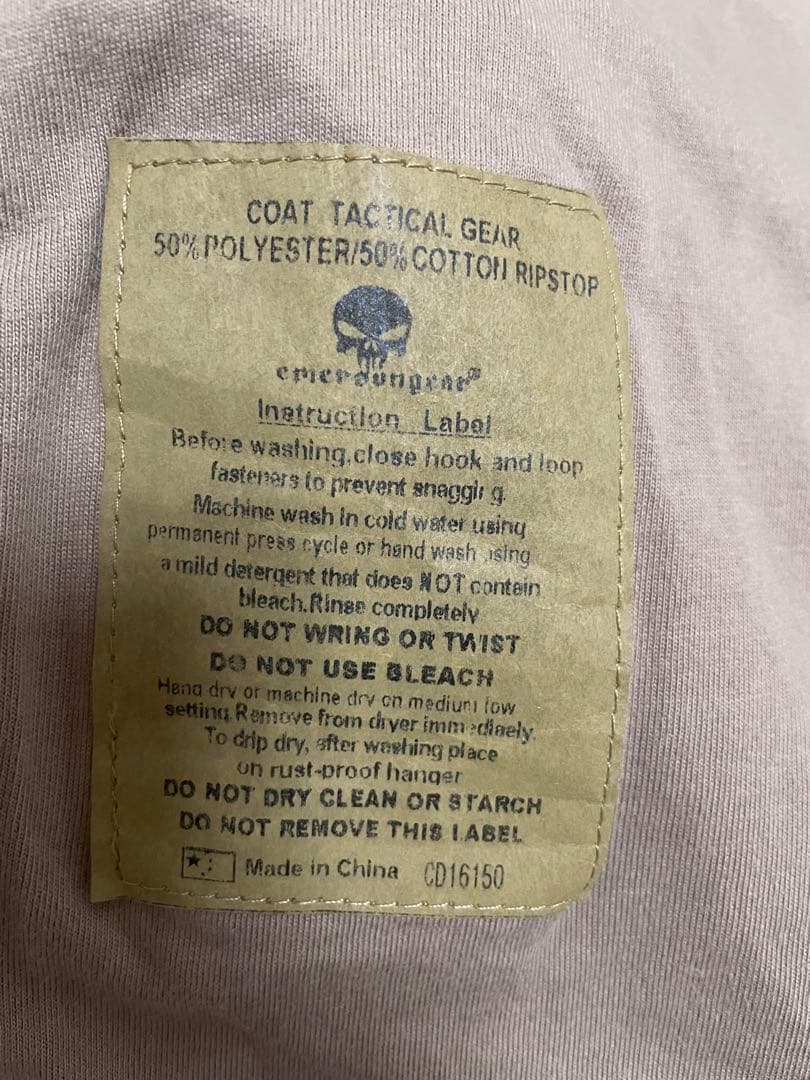 COAT TACTICAL GEAR
50% POLYESTER/50% COTTON RIPSTOP
emersongear®
Instruction Label
Before washing,close hook and loop
fasteners to prevent snagging.
Machine wash in cold water using
permanent press cycle or hand wash using
a mild detergent that does NOT contain
bleach.Rinse completely
DO NOT WRING OR TWIST
DO NOT USE BLEACH
Hang dry or machine dry on medium low
setting.Remove from dryer immediaely.
To drip dry, after washing place
on rust-proof hanger
DO NOT DRY CLEAN OR STARCH
DO NOT REMOVE THIS LABEL
Made in China CD16150